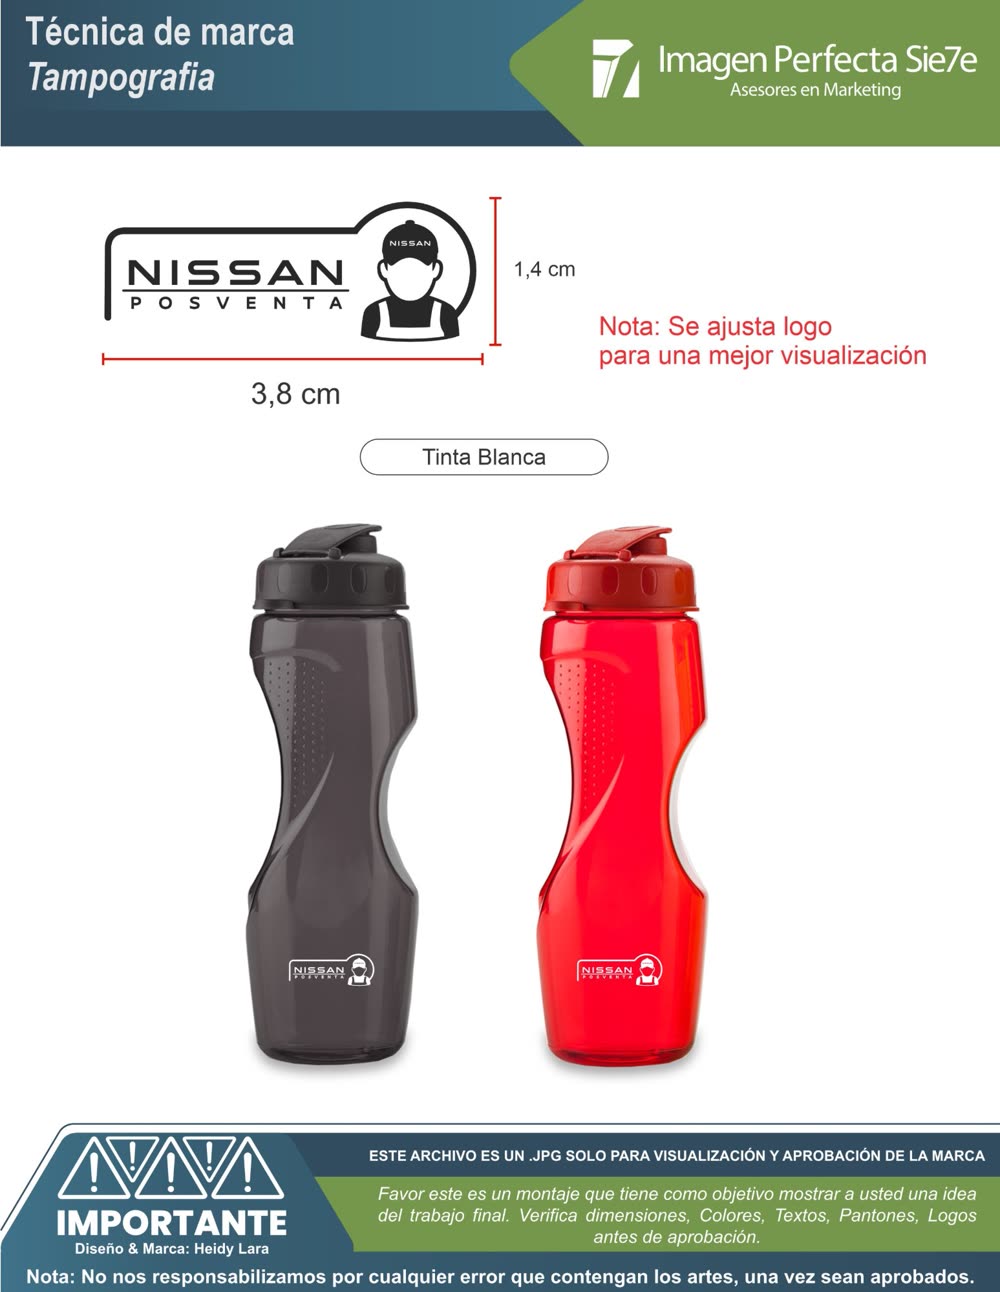 Técnica de marca
Tampografia
Imagen Perfecta Sie7e
Asesores en Marketing
NISSAN
NISSAN
POSVENTA
1,4 cm
3,8 cm
Nota: Se ajusta logo
para una mejor visualización
Tinta Blanca
NISSAN
POSVENTA
NISSAN
POSVENTA
ESTE ARCHIVO ES UN .JPG SOLO PARA VISUALIZACIÓN Y APROBACIÓN DE LA MARCA
Favor este es un montaje que tiene como objetivo mostrar a usted una idea
del trabajo final. Verifica dimensiones, Colores, Textos, Pantones, Logos
antes de aprobación.
IMPORTANTE
Diseño & Marca: Heidy Lara
Nota: No nos responsabilizamos por cualquier error que contengan los artes, una vez sean aprobados.